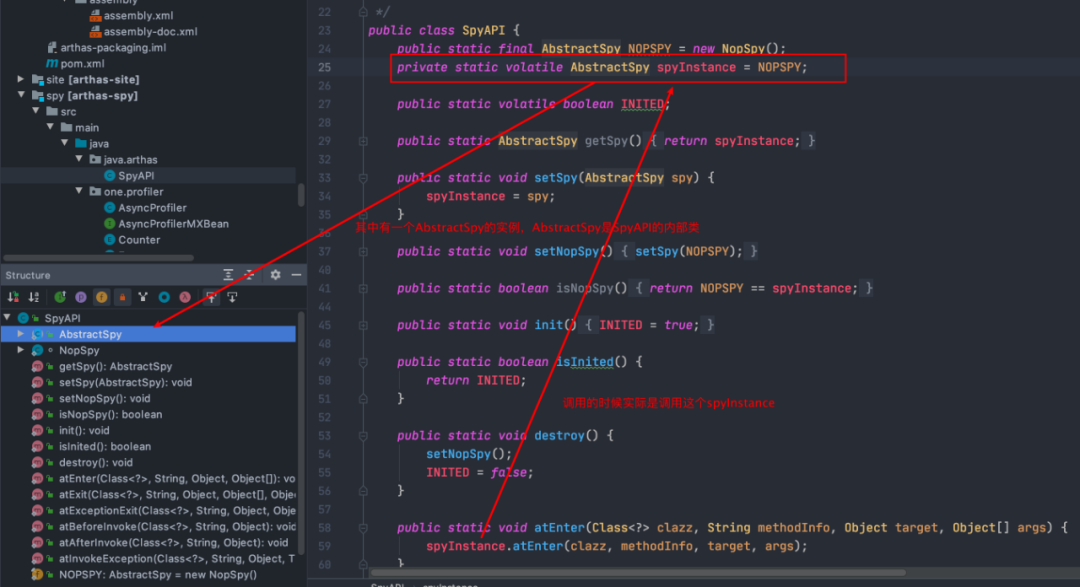 assembly
assembly.xml
assembly-doc.xml
arthas-packaging.iml
pom.xml
site [arthas-site]
spy [arthas-spy]
src
main
java
java.arthas
SpyAPI
one.profiler
AsyncProfiler
AsyncProfilerMXBean
Counter
Structure
SpyAPI
AbstractSpy
NopSpy
getSpy(): AbstractSpy
setSpy(AbstractSpy): void
setNopSpy(): void
isNopSpy(): boolean
init(): void
isInited(): boolean
destroy(): void
atEnter(Class<?>, String, Object, Object[]): vo
atExit(Class<?>, String, Object, Object[], Obje
atExceptionExit(Class<?>, String, Object, Obje
atBeforeInvoke(Class<?>, String, Object): void
atAfterInvoke(Class<?>, String, Object): void
atInvokeException(Class<?>, String, Object, T
NOPSPY: AbstractSpy = new NopSpy()
22 */
23 public class SpyAPI {
24 public static final AbstractSpy NOPSPY = new NopSpy();
25 private static volatile AbstractSpy spyInstance = NOPSPY;
26
27 public static volatile boolean INITED;
28
29 public static AbstractSpy getSpy() { return spyInstance; }
32
33 public static void setSpy(AbstractSpy spy) {
34 spyInstance = spy;
35 }
36 其中有一个AbstractSpy的实例，AbstractSpy是SpyAPI的内部类
37 public static void setNopSpy() { setSpy(NOPSPY); }
40
41 public static boolean isNopSpy() { return NOPSPY == spyInstance; }
44
45 public static void init() { INITED = true; }
48
49 public static boolean isInited() {
50 return INITED;
51 }
调用的时候实际是调用这个spyInstance
52
53 public static void destroy() {
54 setNopSpy();
55 INITED = false;
56 }
57
58 public static void atEnter(Class<?> clazz, String methodInfo, Object target, Object[] args) {
59 spyInstance.atEnter(clazz, methodInfo, target, args);
60 }
SpyAPI › spyInstance